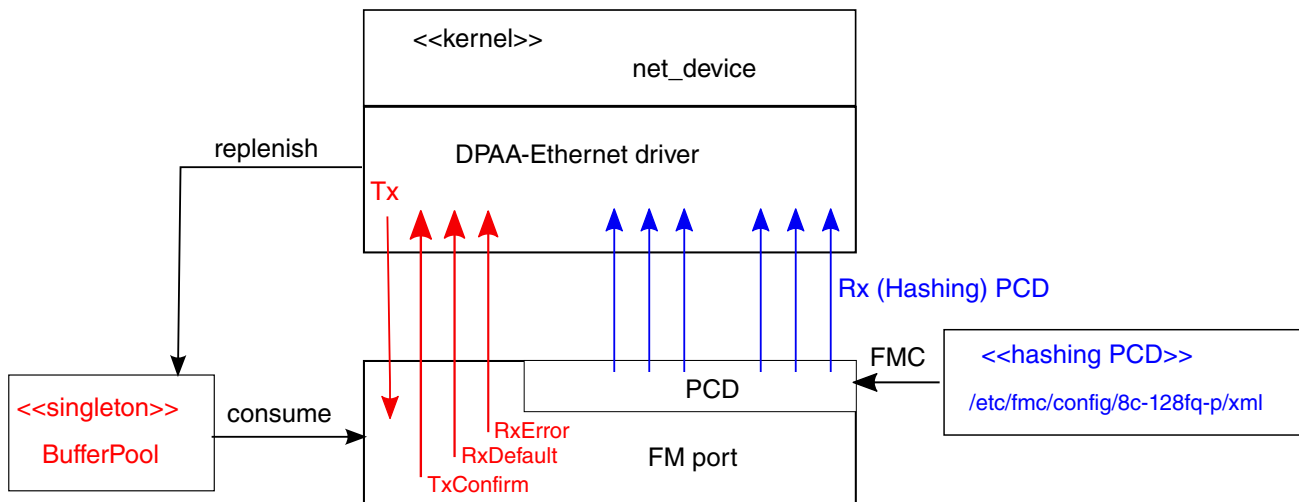 <<kernel>>
net_device
replenish
DPAA-Ethernet driver
Tx
Rx (Hashing) PCD
FMC
<<hashing PCD>>
/etc/fmc/config/8c-128fq-p/xml
PCD
<<singleton>>
BufferPool
consume
RxError
RxDefault
TxConfirm
FM port